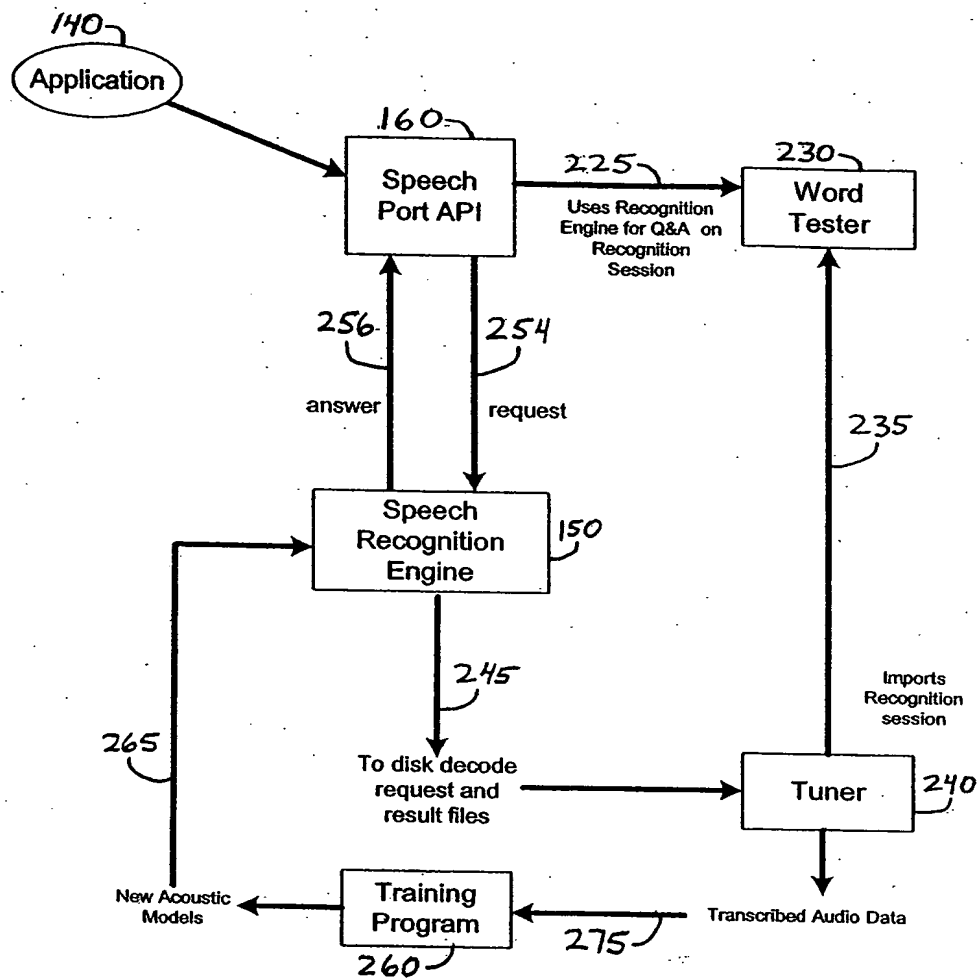 140
Application
160
Speech
Port API
225
Uses Recognition
Engine for Q&A on
Recognition
Session
230
Word
Tester
256
254
answer
request
235
Speech
Recognition
Engine
150
245
Imports
Recognition
session
265
To disk decode
request and
result files
Tuner
240
New Acoustic
Models
Training
Program
260
275
Transcribed Audio Data